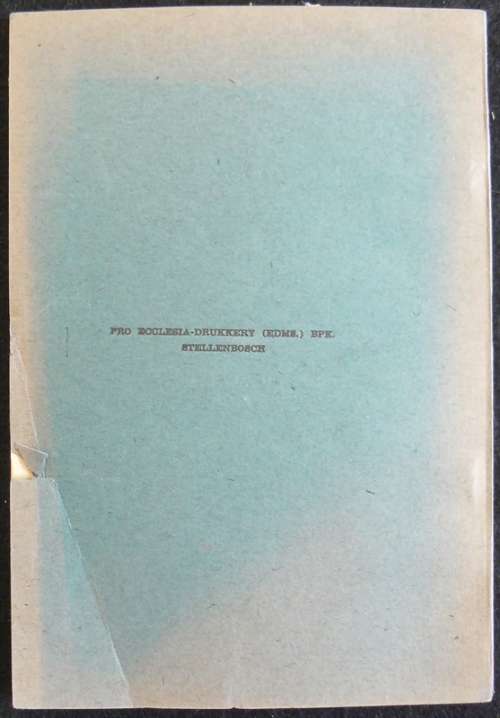 PRO ECCLESIA-DRUKKERY (EDMS.) BPK.
STELLENBOSCH